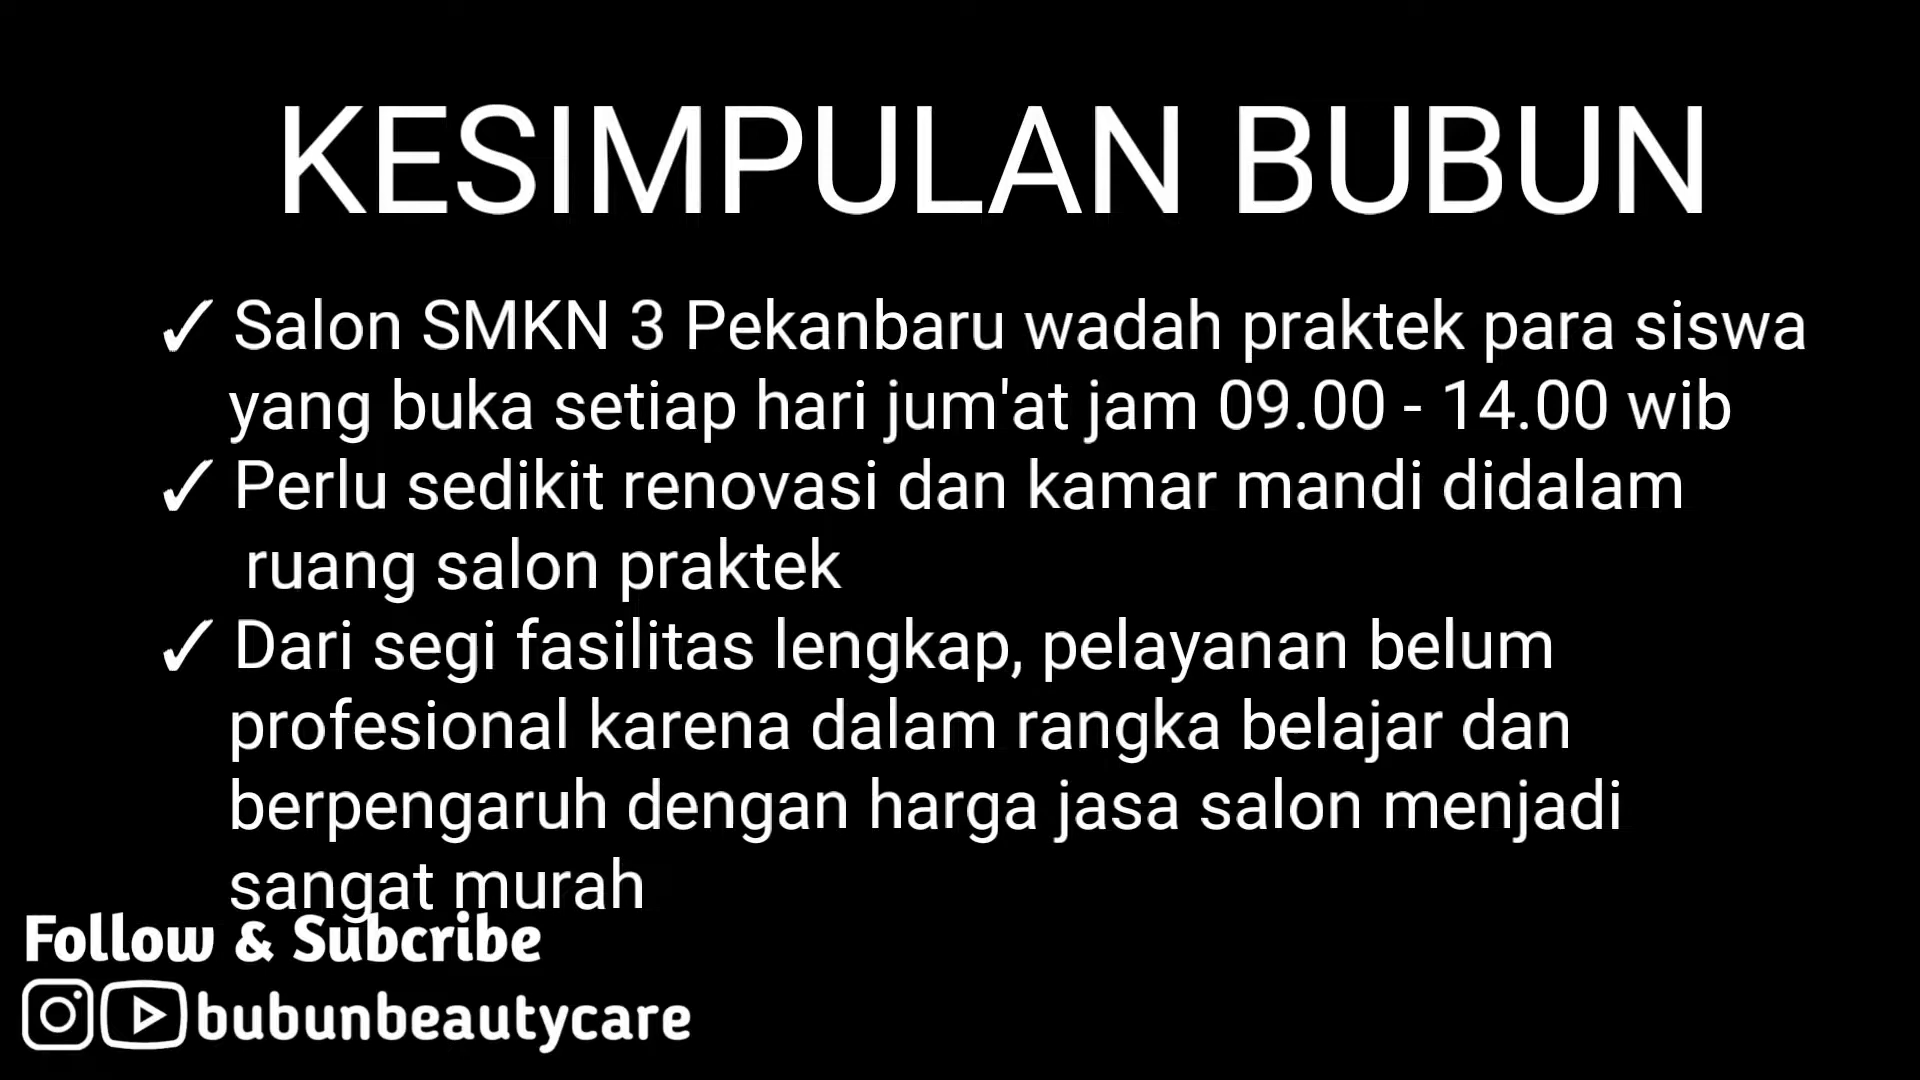 KESIMPULAN BUBUN
✓ Salon SMKN 3 Pekanbaru wadah praktek para siswa
yang buka setiap hari jum'at jam 09.00 - 14.00 wib
✓ Perlu sedikit renovasi dan kamar mandi didalam
ruang salon praktek
✓ Dari segi fasilitas lengkap, pelayanan belum
profesional karena dalam rangka belajar dan
berpengaruh dengan harga jasa salon menjadi
sangat murah
Follow & Subcribe
bubunbeautycare